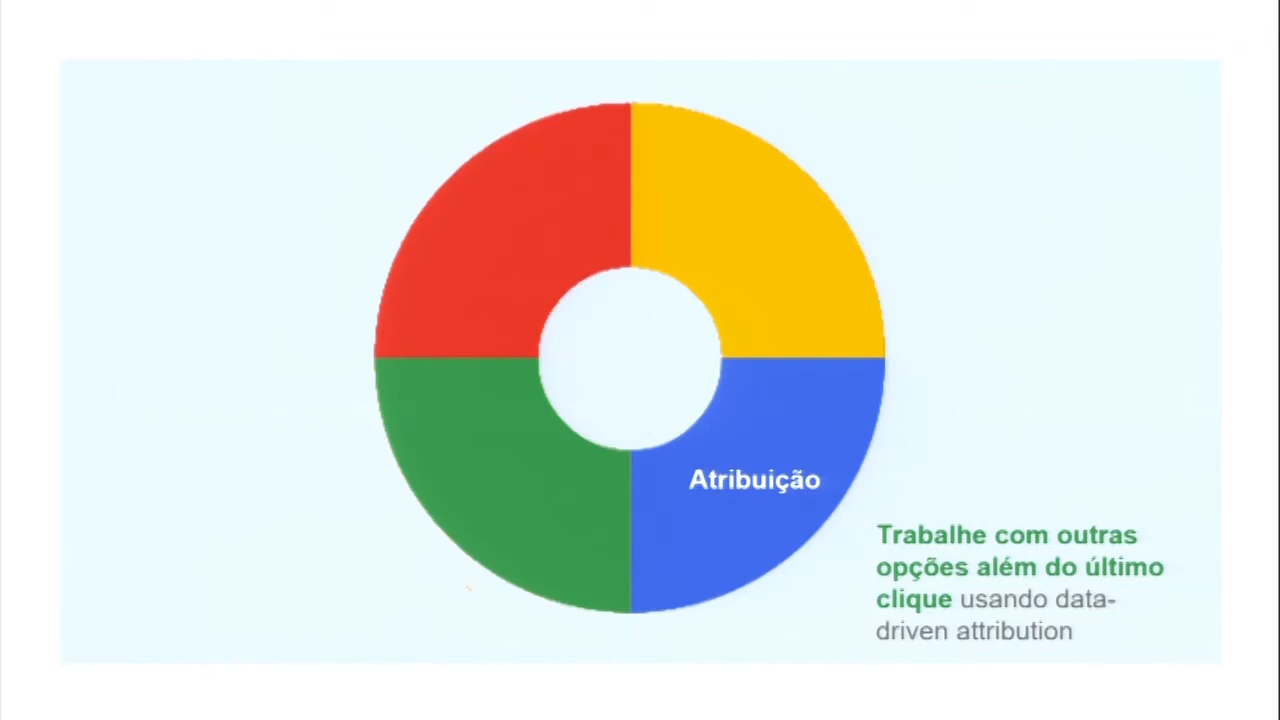 Atribuição
Trabalhe com outras
opções além do último
clique usando data-
driven attribution